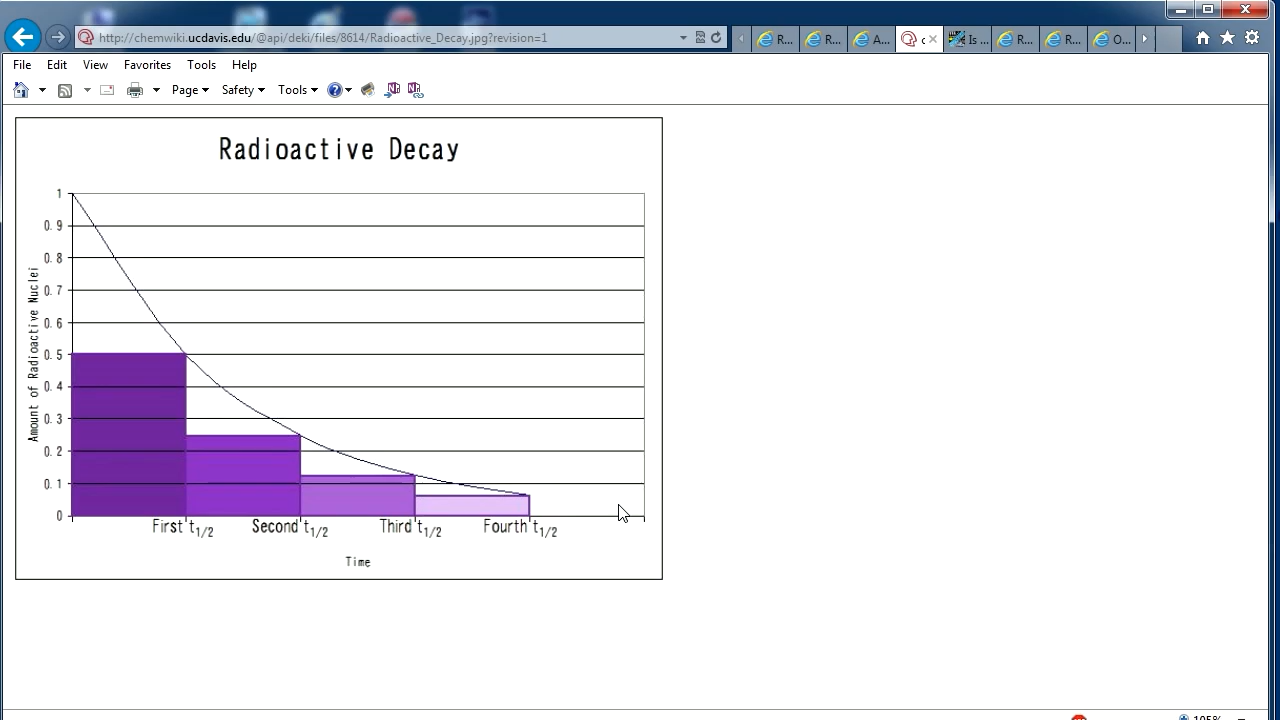 http://chemwiki.ucdavis.edu/@api/deki/files/8614/Radioactive_Decay.jpg?revision=1
R...
R...
A...
Is ...
R...
R...
O...
File Edit View Favorites Tools Help
Page Safety Tools
Radioactive Decay
1
0.9
0.8
0.7
0.6
0.5
0.4
0.3
0.2
0.1
0
Amount of Radioactive Nuclei
First t1/2 Second t1/2 Third t1/2 Fourth t1/2
Time